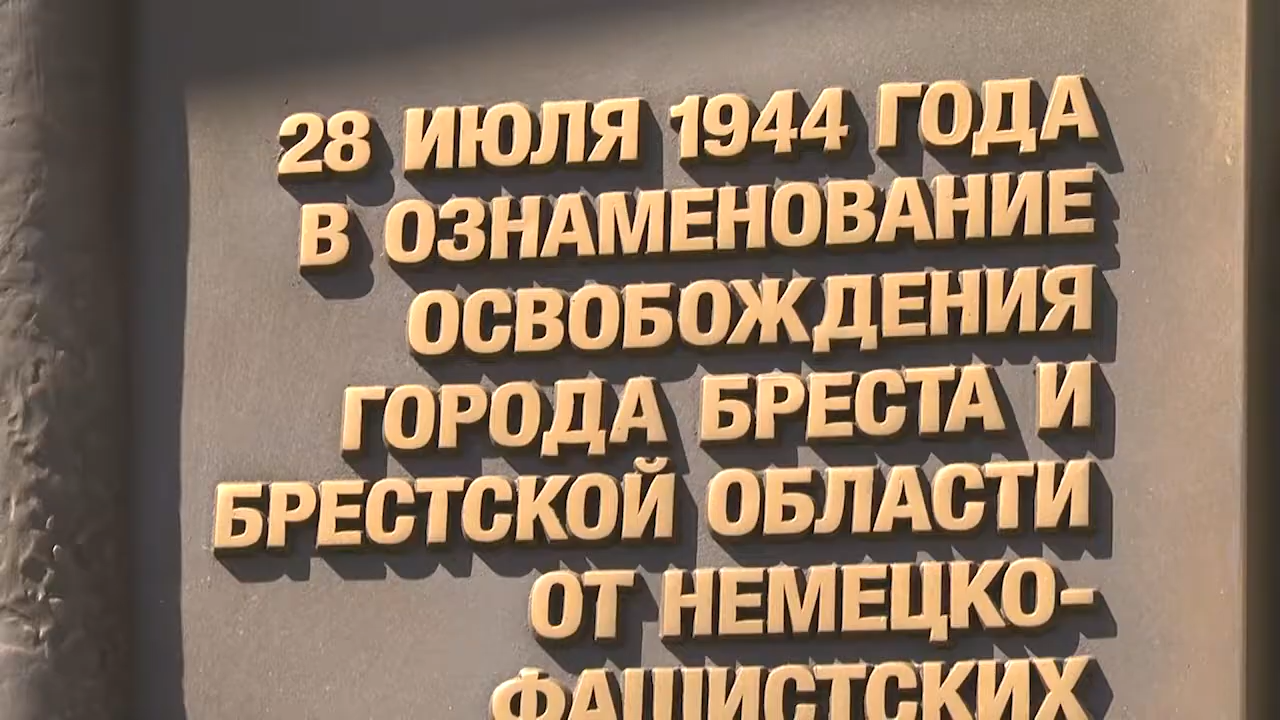 28 ИЮЛЯ 1944 ГОДА
В ОЗНАМЕНОВАНИЕ
ОСВОБОЖДЕНИЯ
ГОРОДА БРЕСТА И
БРЕСТСКОЙ ОБЛАСТИ
ОТ НЕМЕЦКО-
ФАШИСТСКИХ